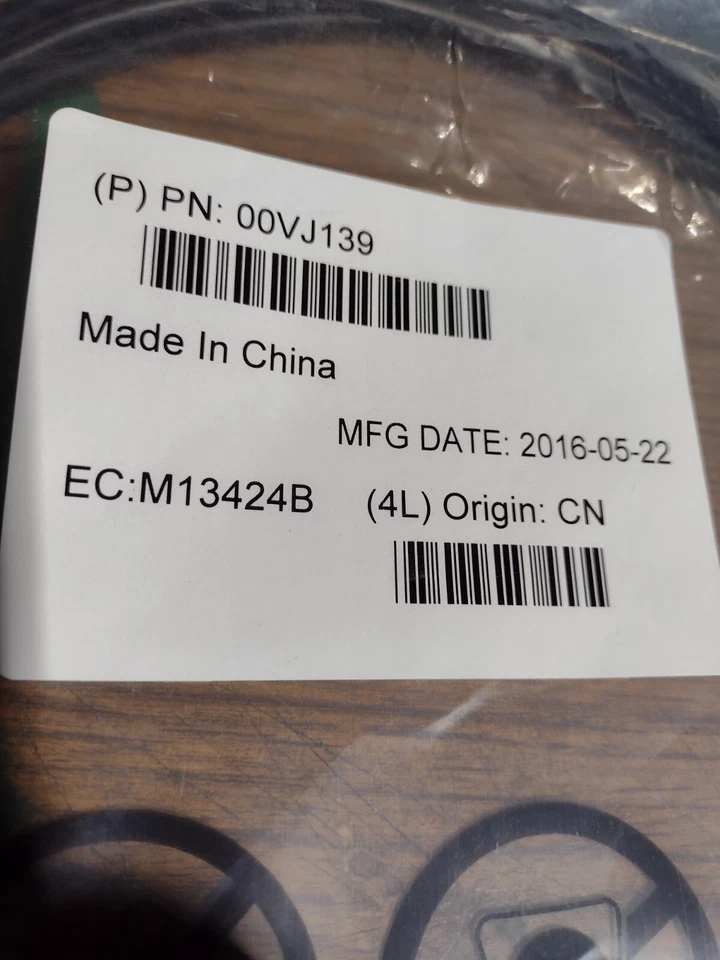 (P) PN: 00VJ139
Made In China
MFG DATE: 2016-05-22
EC:M13424B (4L) Origin: CN